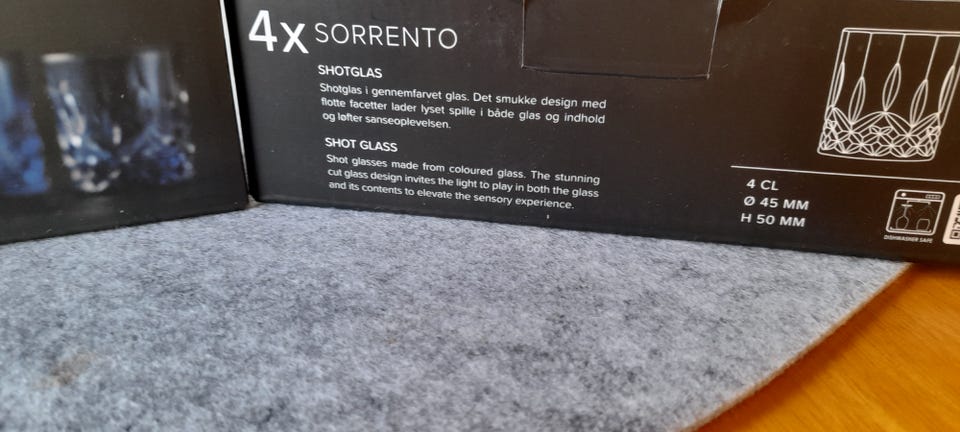 4x SORRENTO
SHOTGLAS
Shotglas i gennemfarvet glas. Det smukke design med
flotte facetter lader lyset spille i både glas og indhold
og løfter sanseoplevelsen.
SHOT GLASS
Shot glasses made from coloured glass. The stunning
cut glass design invites the light to play in both the glass
and its contents to elevate the sensory experience.
4 CL
Ø 45 MM
H 50 MM
DISHWASHER SAFE